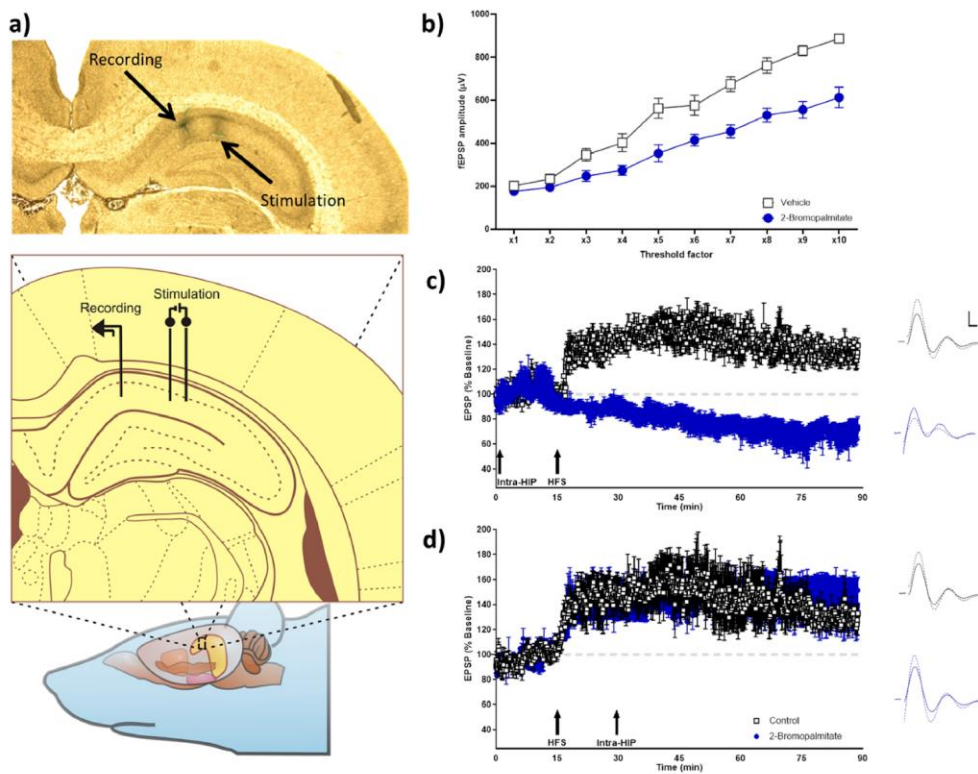 a)
Recording
Stimulation
Recording
Stimulation
b)
fEPSP amplitude (µV)
1000
800
600
400
200
0
x1 x2 x3 x4 x5 x6 x7 x8 x9 x10
Threshold factor
Vehicle
2-Bromopalmitate
c)
EPSP (% Baseline)
200
180
160
140
120
100
80
60
40
Intra-HIP
HFS
0 15 30 45 60 75 90
Time (min)
d)
EPSP (% Baseline)
200
180
160
140
120
100
80
60
40
HFS
Intra-HIP
Control
2-Bromopalmitate
0 15 30 45 60 75 90
Time (min)